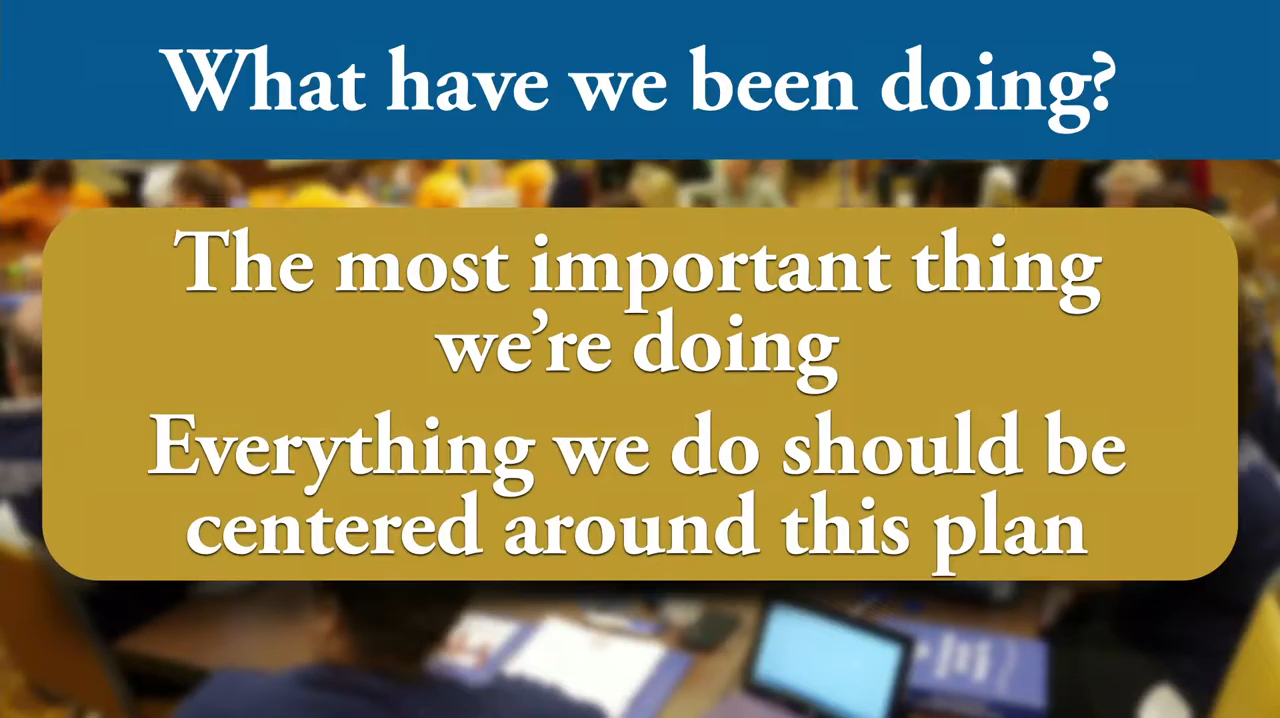 What have we been doing?
The most important thing
we’re doing
Everything we do should be
centered around this plan